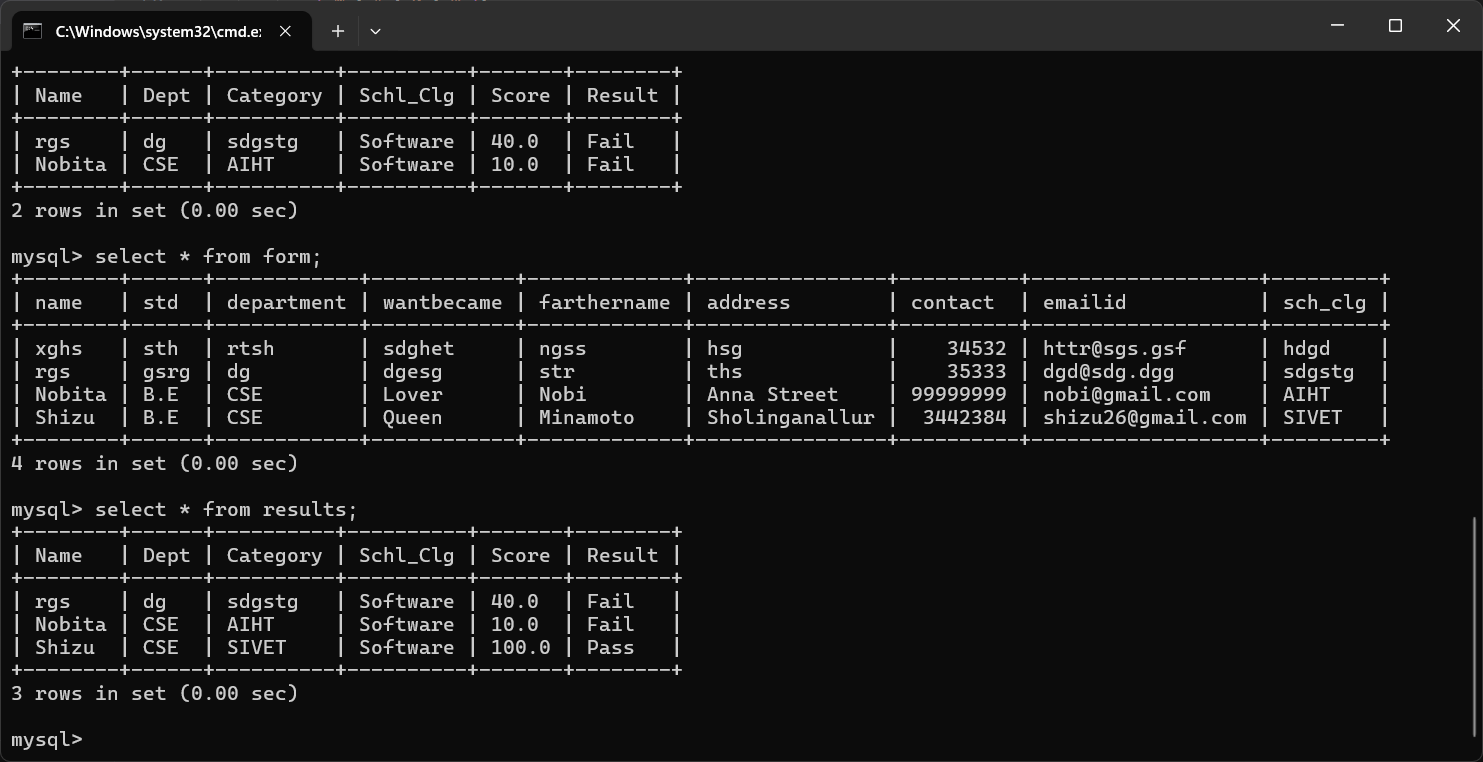 C:\Windows\system32\cmd.e:
+--------+------+----------+----------+-------+--------+
| Name   | Dept | Category | Schl_Clg | Score | Result |
+--------+------+----------+----------+-------+--------+
| rgs    | dg   | sdgstg   | Software | 40.0  | Fail   |
| Nobita | CSE  | AIHT     | Software | 10.0  | Fail   |
+--------+------+----------+----------+-------+--------+
2 rows in set (0.00 sec)
mysql> select * from form;
+--------+------+------------+------------+-------------+----------------+----------+-------------------+---------+
| name   | std  | department | wantbecame | farthername | address        | contact  | emailid           | sch_clg |
+--------+------+------------+------------+-------------+----------------+----------+-------------------+---------+
| xghs   | sth  | rtsh       | sdghet     | ngss        | hsg            |    34532 | httr@sgs.gsf      | hdgd    |
| rgs    | gsrg | dg         | dgesg      | str         | ths            |    35333 | dgd@sdg.dgg       | sdgstg  |
| Nobita | B.E  | CSE        | Lover      | Nobi        | Anna Street    | 99999999 | nobi@gmail.com    | AIHT    |
| Shizu  | B.E  | CSE        | Queen      | Minamoto    | Sholinganallur |  3442384 | shizu26@gmail.com | SIVET   |
+--------+------+------------+------------+-------------+----------------+----------+-------------------+---------+
4 rows in set (0.00 sec)
mysql> select * from results;
+--------+------+----------+----------+-------+--------+
| Name   | Dept | Category | Schl_Clg | Score | Result |
+--------+------+----------+----------+-------+--------+
| rgs    | dg   | sdgstg   | Software | 40.0  | Fail   |
| Nobita | CSE  | AIHT     | Software | 10.0  | Fail   |
| Shizu  | CSE  | SIVET    | Software | 100.0 | Pass   |
+--------+------+----------+----------+-------+--------+
3 rows in set (0.00 sec)
mysql>